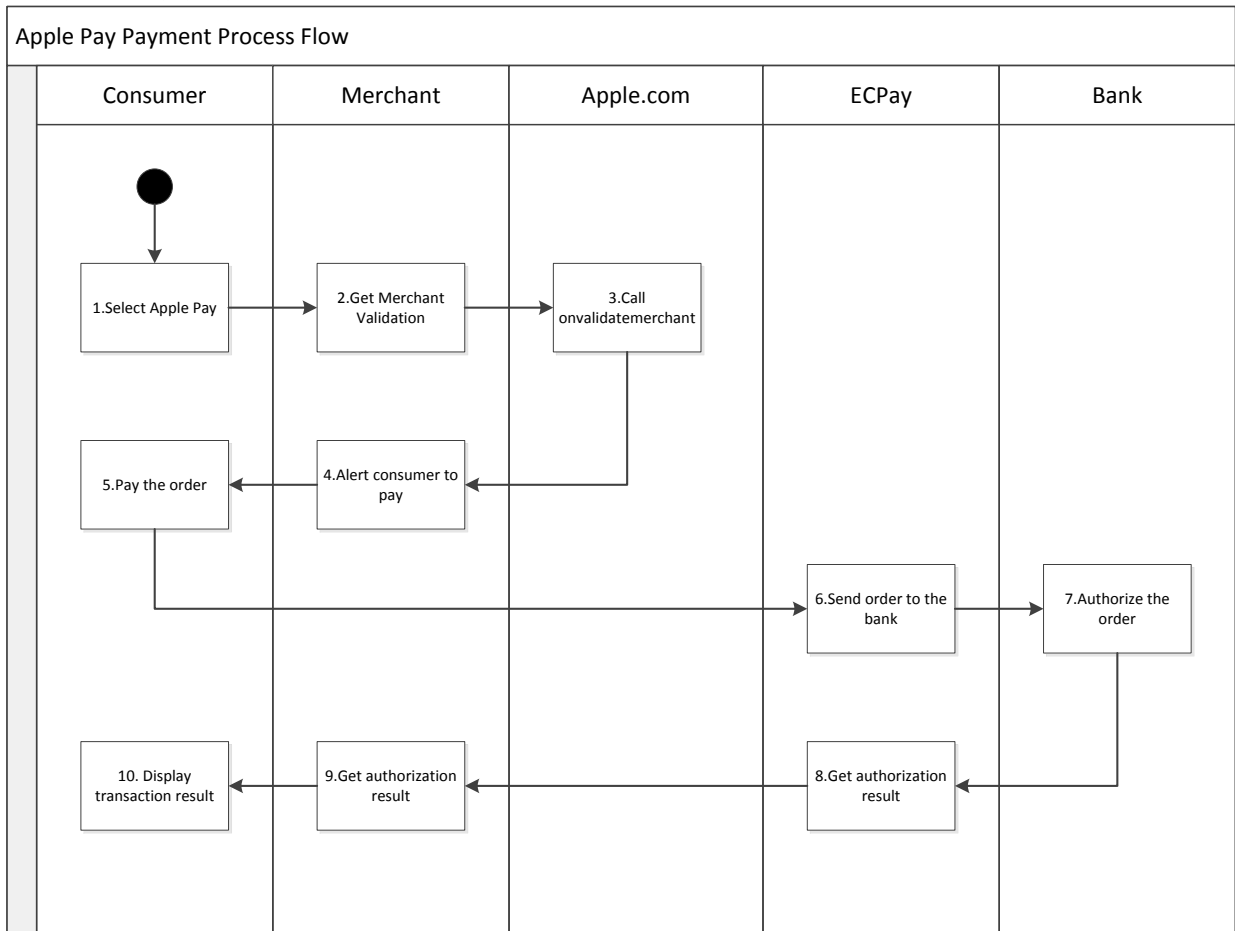 Apple Pay Payment Process Flow
Consumer
Merchant
Apple.com
ECPay
Bank
1.Select Apple Pay
2.Get Merchant
Validation
3.Call
onvalidatemerchant
5.Pay the order
4.Alert consumer to
pay
6.Send order to the
bank
7.Authorize the
order
10. Display
transaction result
9.Get authorization
result
8.Get authorization
result